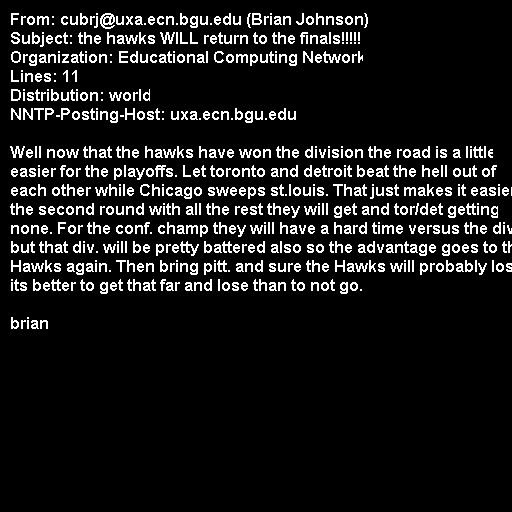 From: cubrj@uxa.ecn.bgu.edu (Brian Johnson)
Subject: the hawks WILL return to the finals!!!!!
Organization: Educational Computing Network
Lines: 11
Distribution: world
NNTP-Posting-Host: uxa.ecn.bgu.edu

Well now that the hawks have won the division the road is a little
easier for the playoffs. Let toronto and detroit beat the hell out of
each other while Chicago sweeps st.louis. That just makes it easier
the second round with all the rest they will get and tor/det getting
none. For the conf. champ they will have a hard time versus the div
but that div. will be pretty battered also so the advantage goes to th
Hawks again. Then bring pitt. and sure the Hawks will probably los
its better to get that far and lose than to not go.

brian